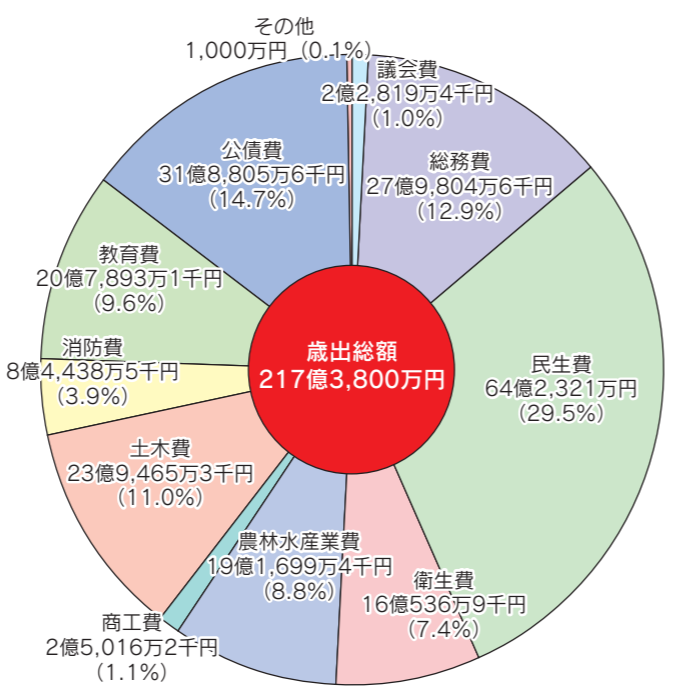 その他
1,000万円（0.1%）
議会費
2億2,819万4千円
（1.0%）
総務費
27億9,804万6千円
（12.9%）
民生費
64億2,321万円
（29.5%）
衛生費
16億536万9千円
（7.4%）
農林水産業費
19億1,699万4千円
（8.8%）
商工費
2億5,016万2千円
（1.1%）
土木費
23億9,465万3千円
（11.0%）
消防費
8億4,438万5千円
（3.9%）
教育費
20億7,893万1千円
（9.6%）
公債費
31億8,805万6千円
（14.7%）
歳出総額
217億3,800万円